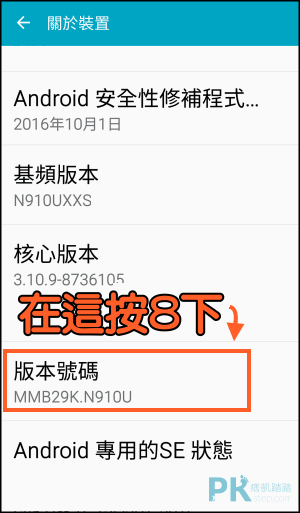 關於裝置
Android 安全性修補程式...
2016年10月1日
基頻版本
N910UXXS
核心版本
3.10.9-8736105
在這按8下
版本號碼
MMB29K.N910U
Android 專用的SE 狀態
PK 痞凱踏踏
step.com